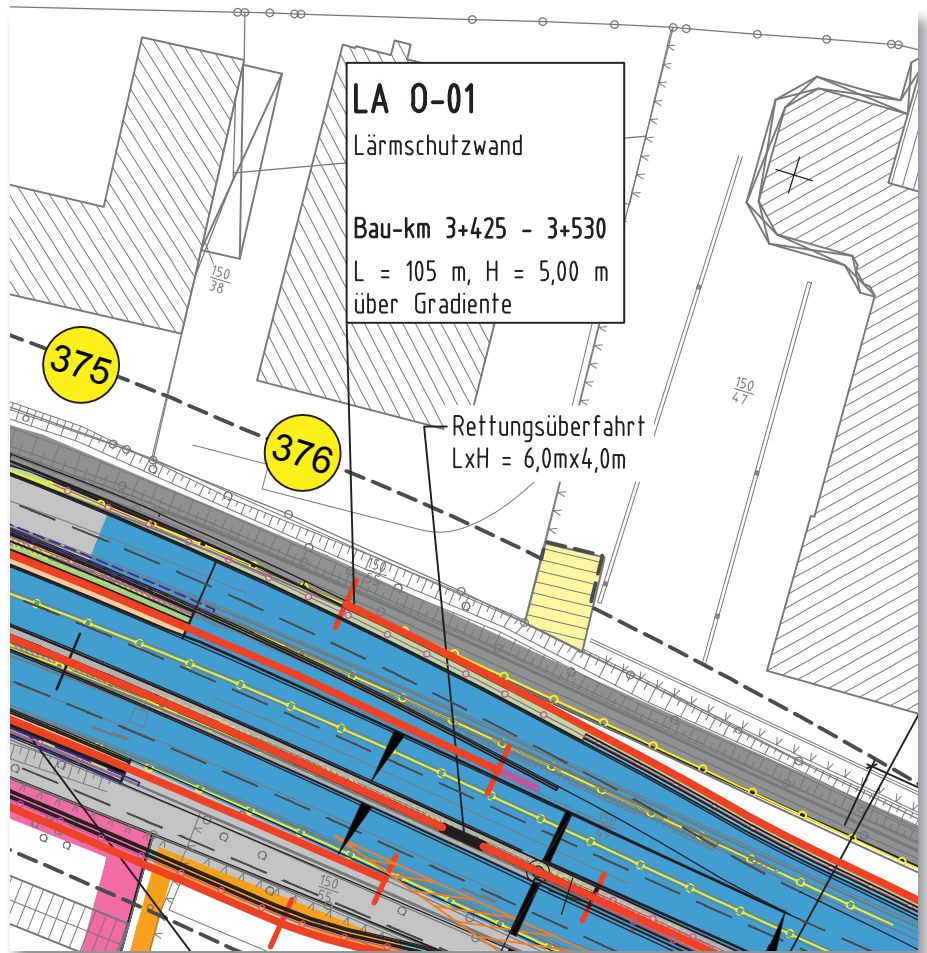 LA O-01
Lärmschutzwand
Bau-km 3+425 - 3+530
L = 105 m, H = 5,00 m
über Gradiente
150
38
375
376
Rettungsüberfahrt
LxH = 6,0mx4,0m
150
47
150
150
55